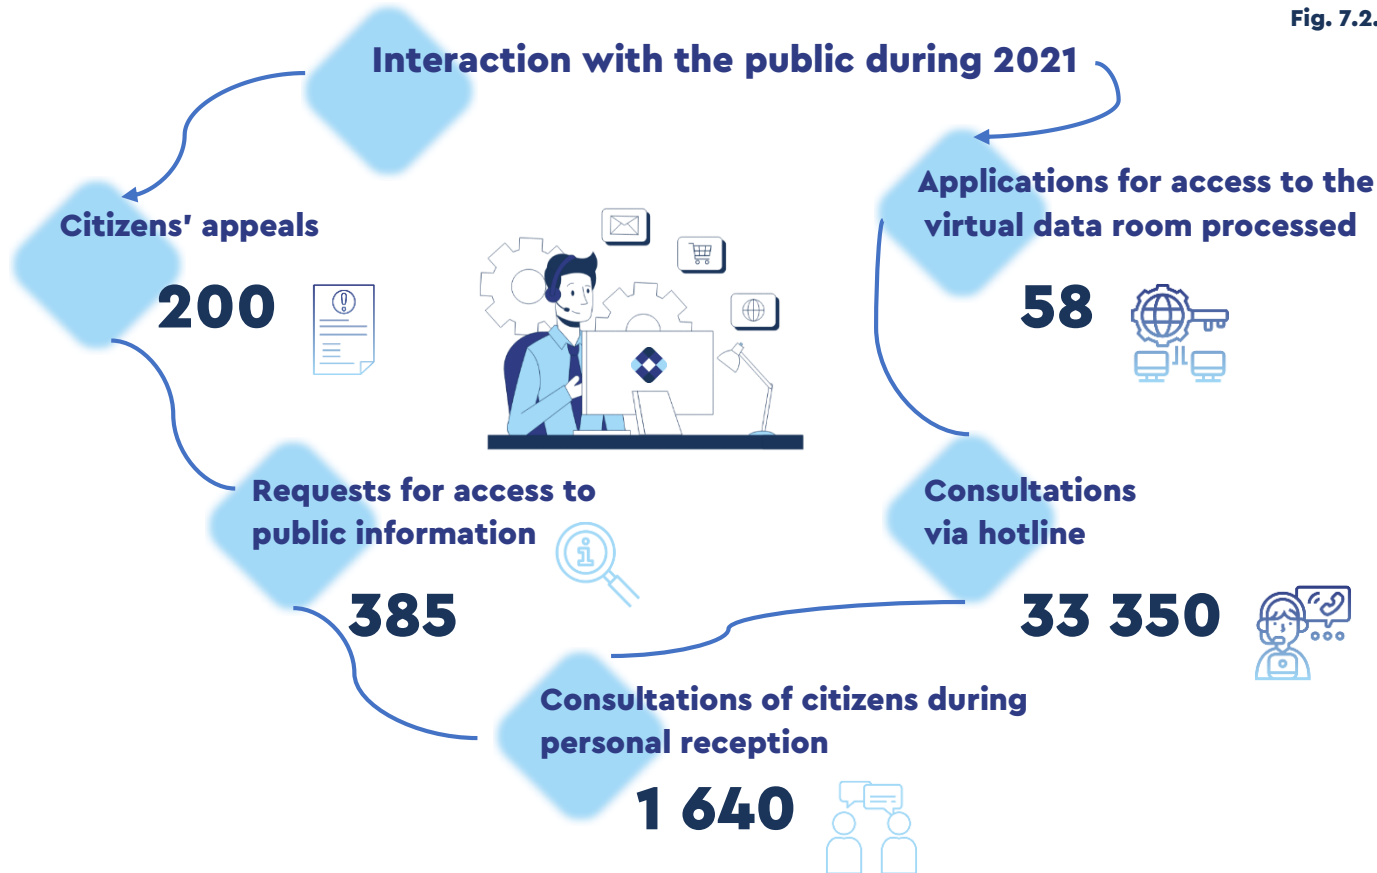 Fig. 7.2.
Interaction with the public during 2021
Citizens' appeals
200
Applications for access to the
virtual data room processed
58
Requests for access to
public information
385
Consultations
via hotline
33 350
Consultations of citizens during
personal reception
1 640